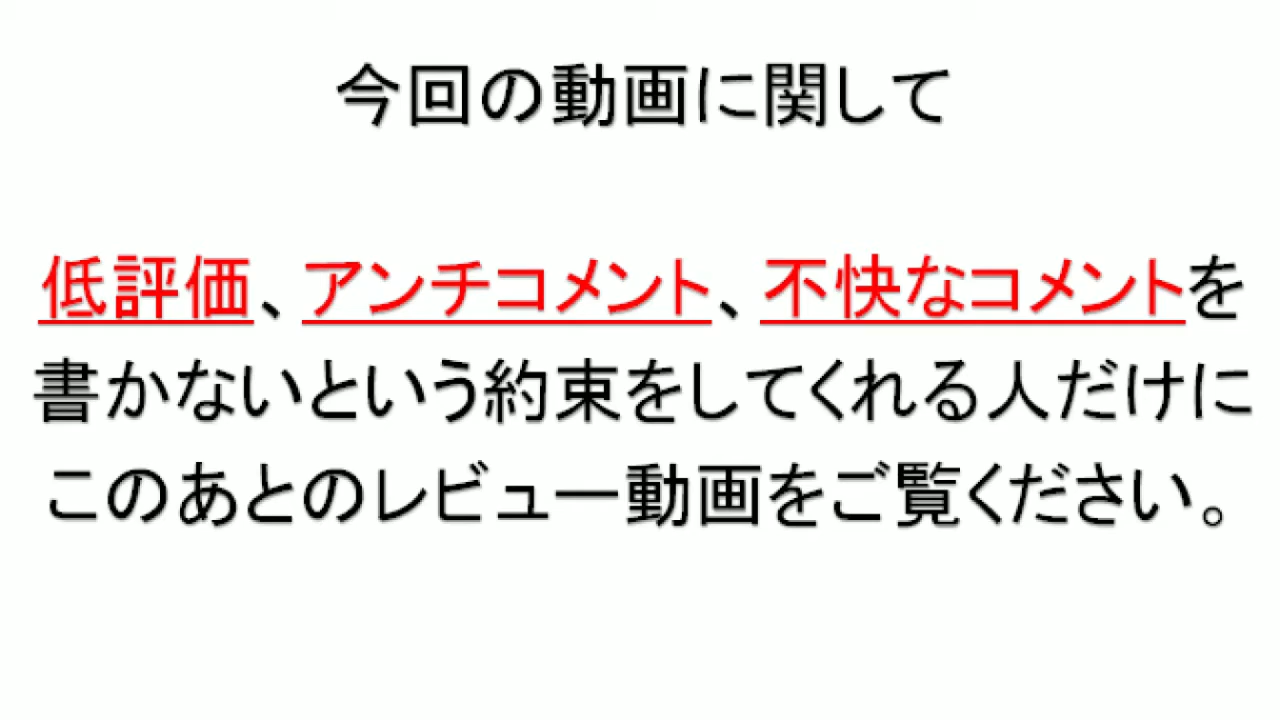 今回の動画に関して
低評価、アンチコメント、不快なコメントを
書かないという約束をしてくれる人だけに
このあとのレビュー動画をご覧ください。